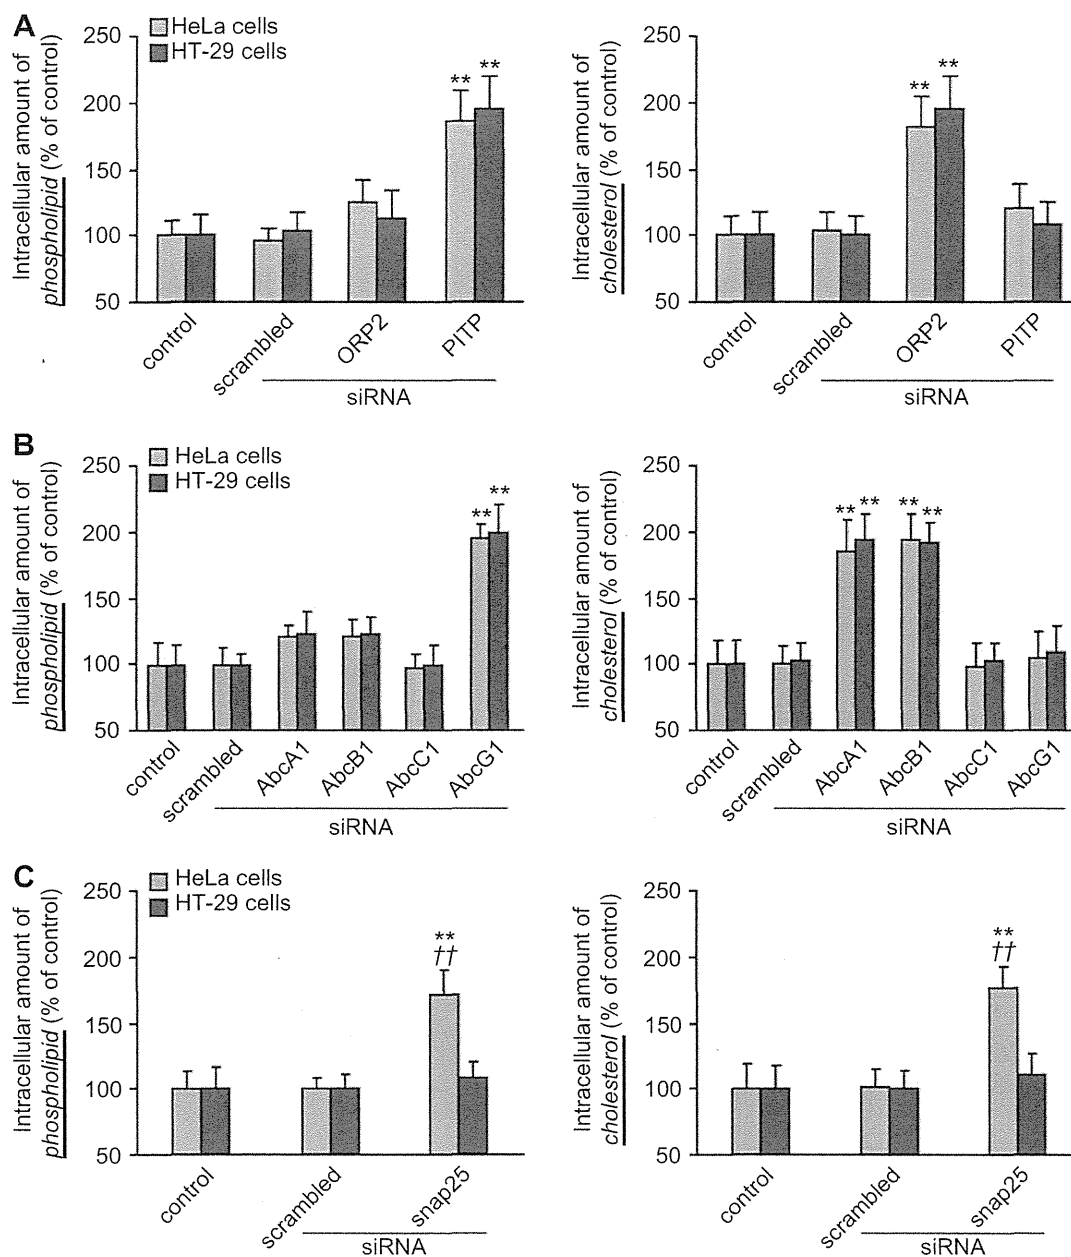 A
HeLa cells
HT-29 cells
Intracellular amount of
phospholipid (% of control)
250
200
150
100
50
**
**
control
scrambled
ORP2
PITP
siRNA
Intracellular amount of
cholesterol (% of control)
250
200
150
100
50
**
**
control
scrambled
ORP2
PITP
siRNA
B
HeLa cells
HT-29 cells
Intracellular amount of
phospholipid (% of control)
250
200
150
100
50
**
**
control
scrambled
AbcA1
AbcB1
AbcC1
AbcG1
siRNA
Intracellular amount of
cholesterol (% of control)
250
200
150
100
50
**
**
**
**
control
scrambled
AbcA1
AbcB1
AbcC1
AbcG1
siRNA
C
HeLa cells
HT-29 cells
Intracellular amount of
phospholipid (% of control)
250
200
150
100
50
**
††
control
scrambled
snap25
siRNA
Intracellular amount of
cholesterol (% of control)
250
200
150
100
50
**
††
control
scrambled
snap25
siRNA